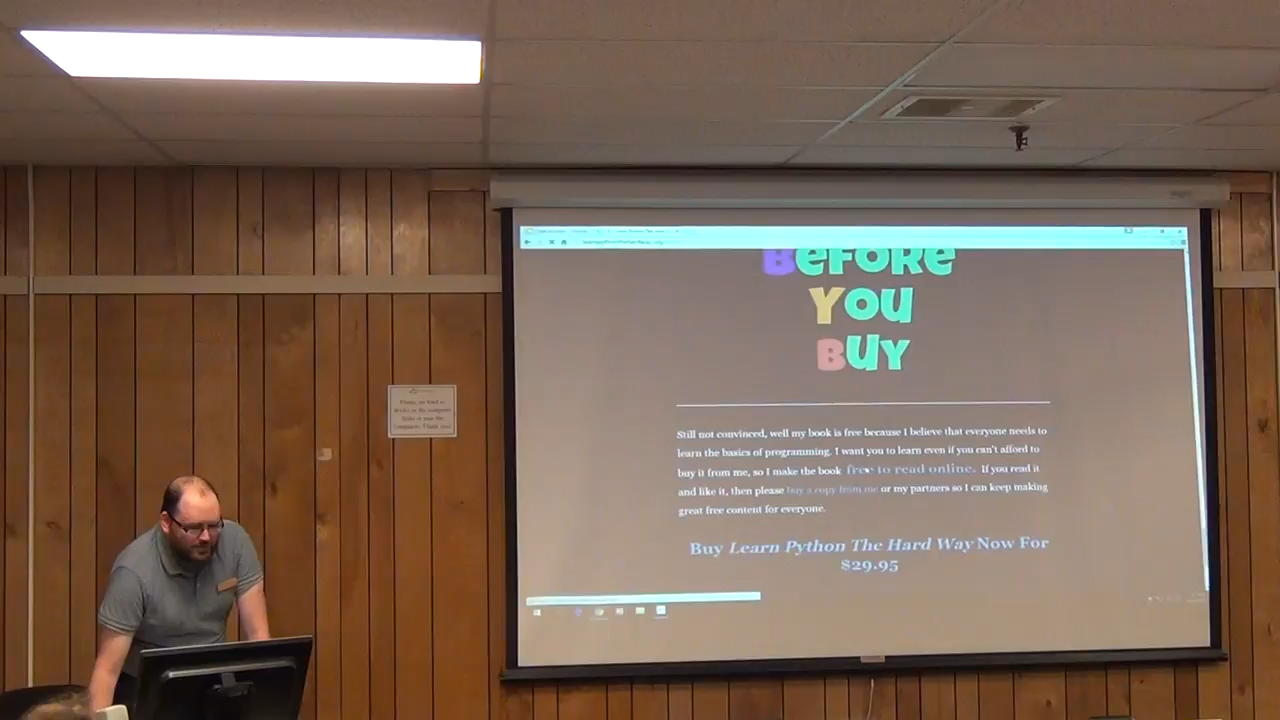 BEFORE
YOU
BUY
Still not convinced, well my book is free because I believe that everyone needs to
learn the basics of programming. I want you to learn even if you can't afford to
buy it from me, so I make the book free to read online. If you read it
and like it, then please buy a copy from me or my partners so I can keep making
great free content for everyone.
Buy Learn Python The Hard Way Now For
$29.95